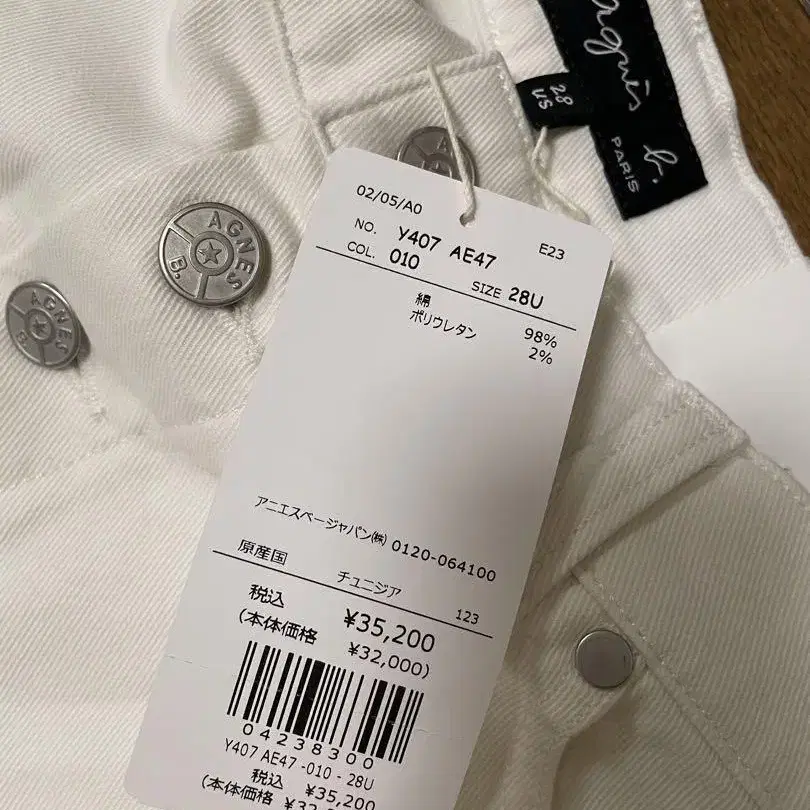 agnès b.
PARIS
28
US
AGNES
B.
AGNES
B.
A
02/05/A0
NO. Y407 AE47 E23
COL. 010 SIZE 28U
綿 98%
ポリウレタン 2%
アニエスベージャパン㈱ 0120-064100
原産国 チュニジア 123
税込 ¥35,200
(本体価格 ¥32,000)
04238300
Y407 AE47 -010 - 28U
税込 ¥35,200
(本体価格